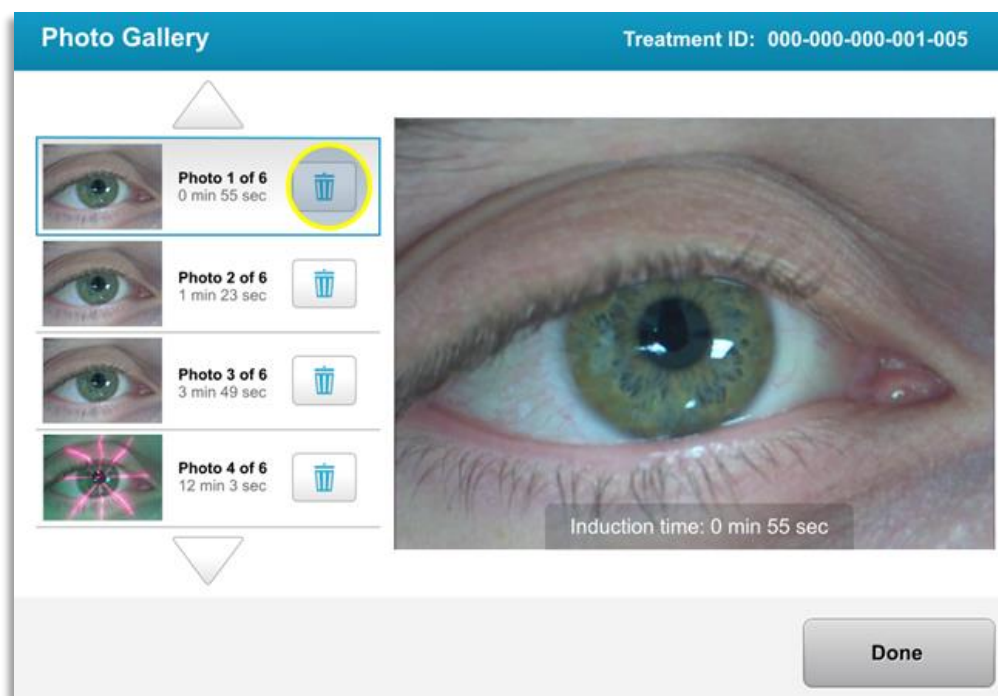 Photo Gallery
Treatment ID: 000-000-000-001-005
Photo 1 of 6
0 min 55 sec
Photo 2 of 6
1 min 23 sec
Photo 3 of 6
3 min 49 sec
Photo 4 of 6
12 min 3 sec
Induction time: 0 min 55 sec
Done